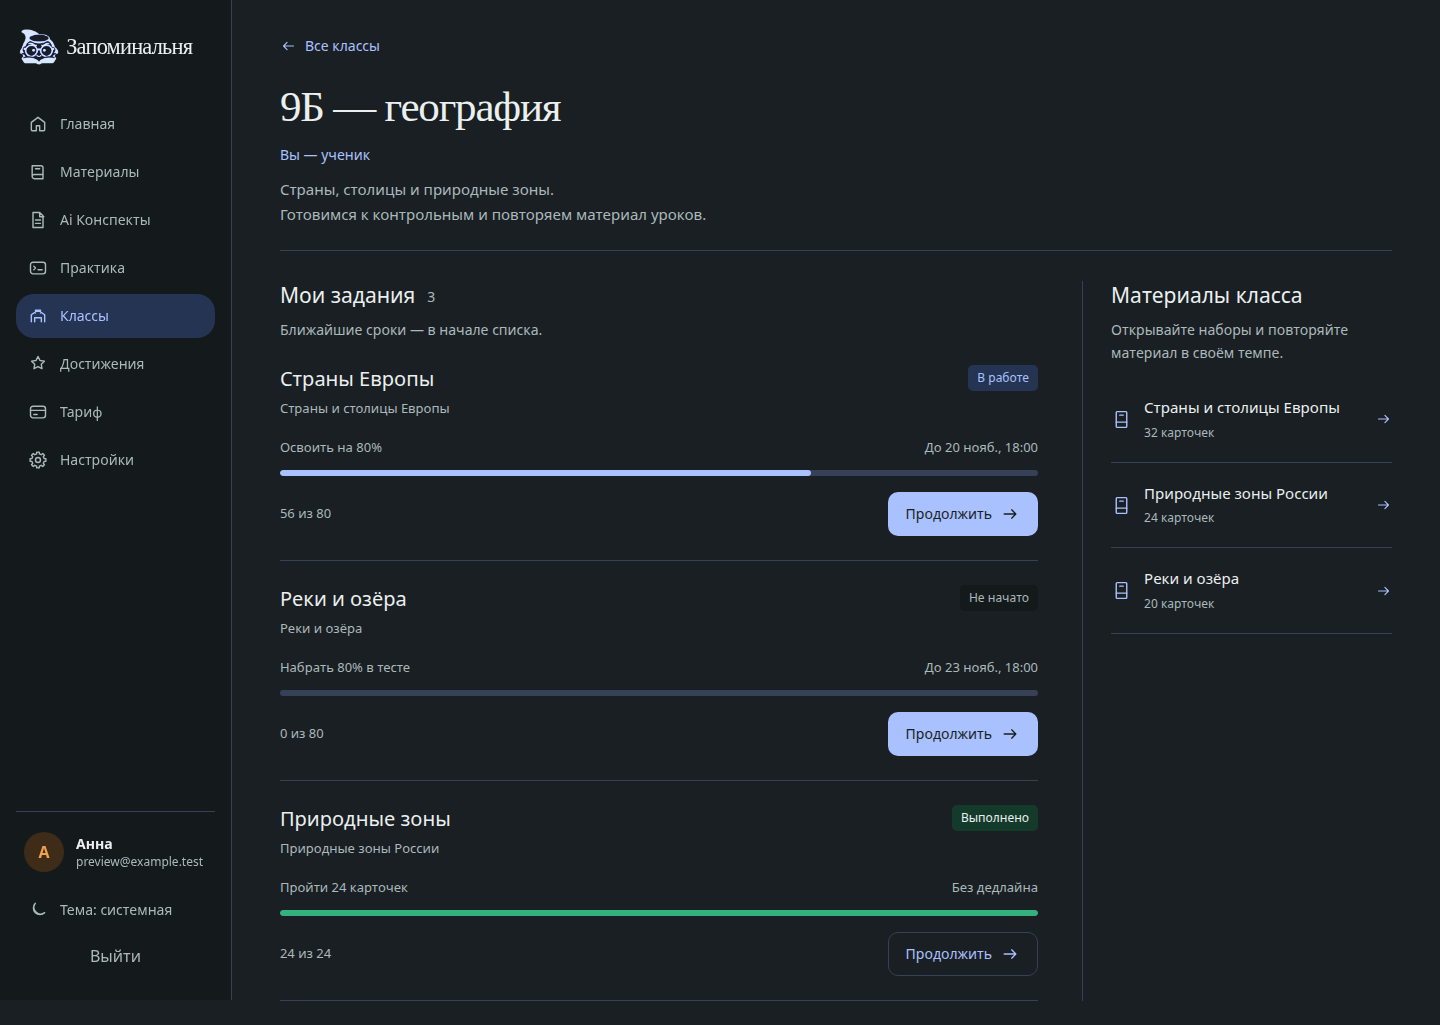 Запоминальня
Главная
Материалы
Ai Конспекты
Практика
Классы
Достижения
Тариф
Настройки
А
Анна
preview@example.test
Тема: системная
Выйти
Все классы
9Б — география
Вы — ученик
Страны, столицы и природные зоны.
Готовимся к контрольным и повторяем материал уроков.
Мои задания 3
Ближайшие сроки — в начале списка.
Страны Европы
В работе
Страны и столицы Европы
Освоить на 80%
До 20 нояб., 18:00
56 из 80
Продолжить
Реки и озёра
Не начато
Реки и озёра
Набрать 80% в тесте
До 23 нояб., 18:00
0 из 80
Продолжить
Природные зоны
Выполнено
Природные зоны России
Пройти 24 карточек
Без дедлайна
24 из 24
Продолжить
Материалы класса
Открывайте наборы и повторяйте
материал в своём темпе.
Страны и столицы Европы
32 карточек
Природные зоны России
24 карточек
Реки и озёра
20 карточек